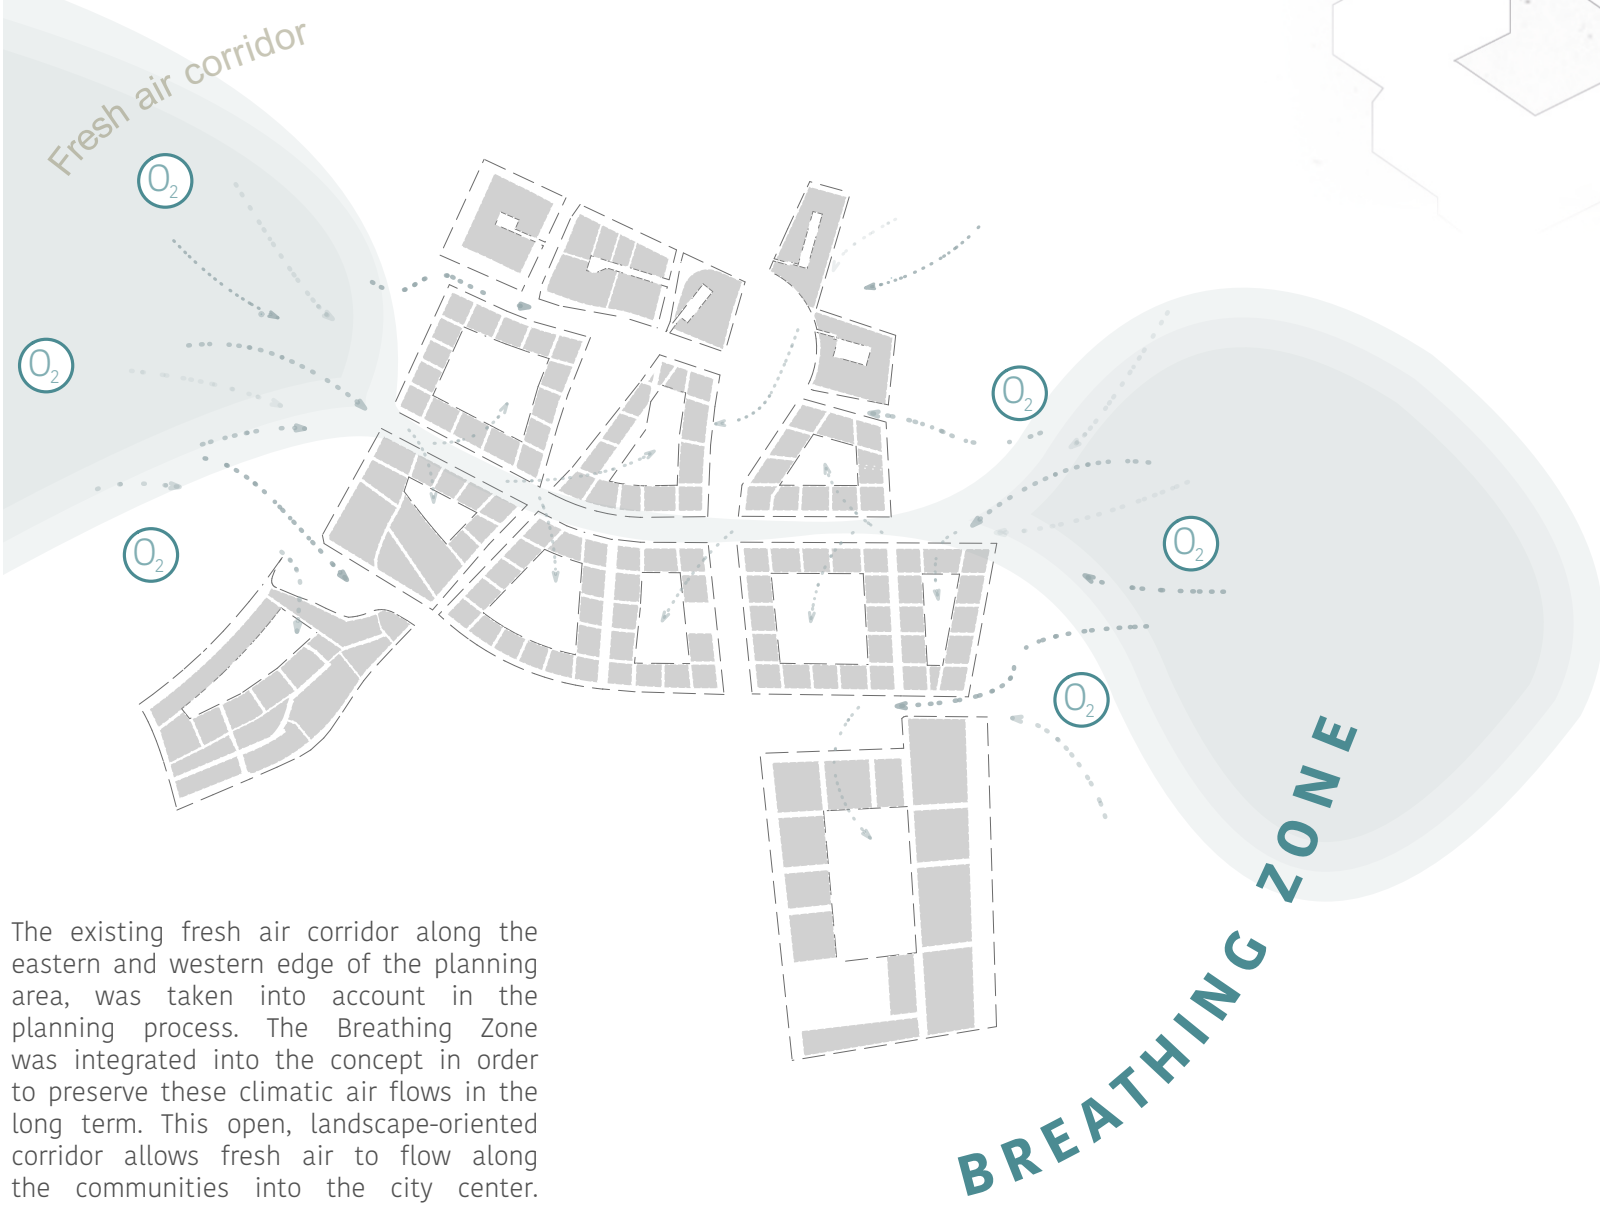 Fresh air corridor
O2
O2
O2
O2
O2
O2
BREATHING ZONE
The existing fresh air corridor along the
eastern and western edge of the planning
area, was taken into account in the
planning process. The Breathing Zone
was integrated into the concept in order
to preserve these climatic air flows in the
long term. This open, landscape-oriented
corridor allows fresh air to flow along
the communities into the city center.